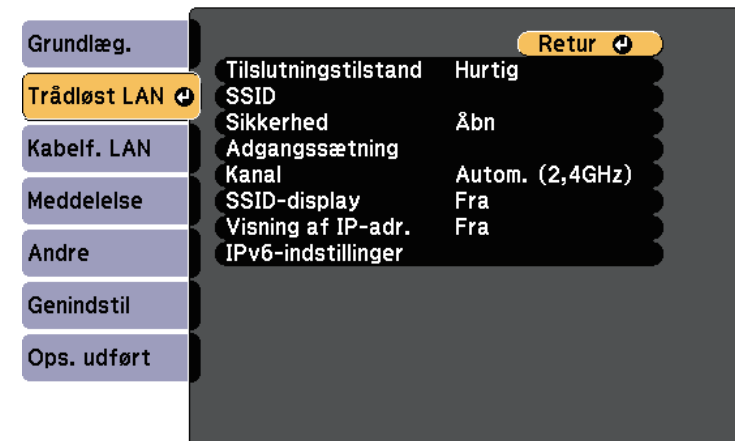 Grundlæg.
Trådløst LAN
Kabelf. LAN
Meddelelse
Andre
Genindstil
Ops. udført
Retur
Tilslutningstilstand Hurtig
SSID
Sikkerhed Åbn
Adgangssætning
Kanal Autom. (2,4GHz)
SSID-display Fra
Visning af IP-adr. Fra
IPv6-indstillinger